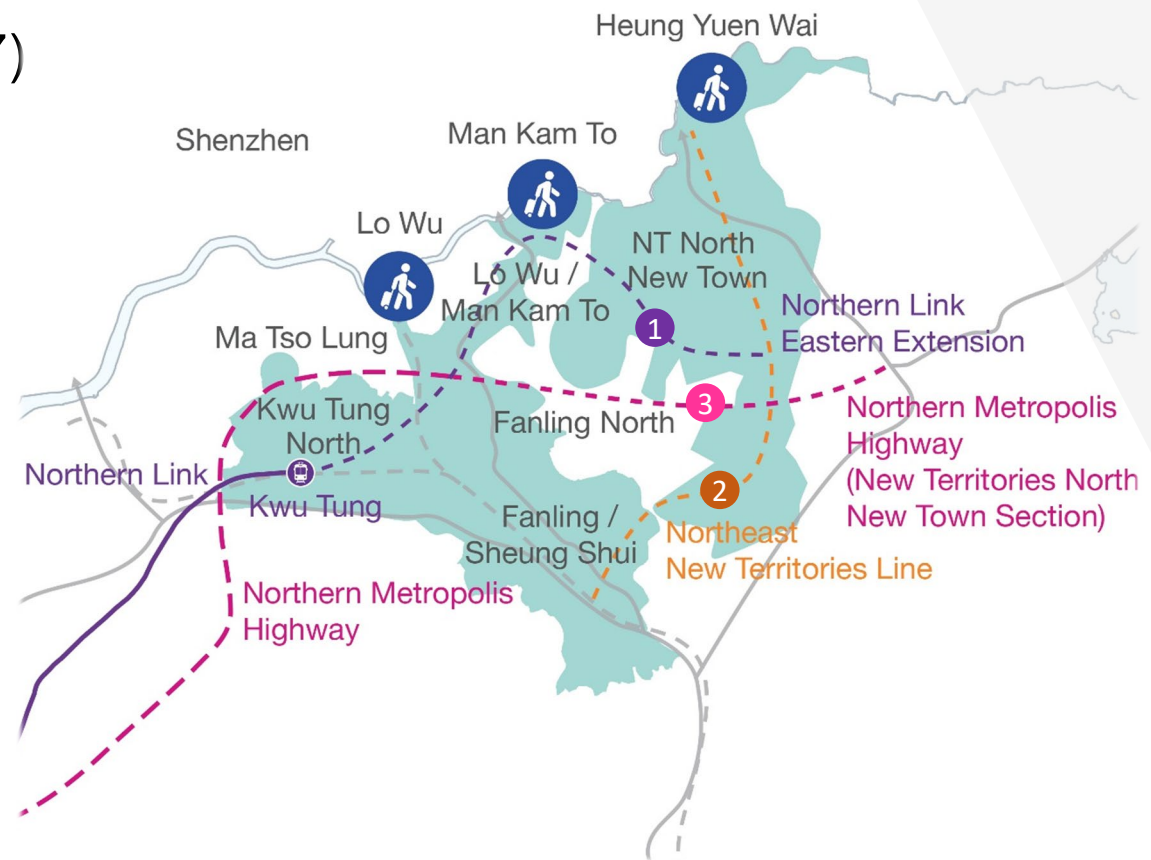 7)
Heung Yuen Wai
Man Kam To
Shenzhen
Lo Wu
NT North
New Town
Lo Wu /
Man Kam To
Northern Link
Eastern Extension
1
Ma Tso Lung
Kwu Tung
North
Fanling North
3
Northern Metropolis
Highway
(New Territories North
New Town Section)
Northern Link
Kwu Tung
2
Fanling /
Sheung Shui
Northeast
New Territories Line
Northern Metropolis
Highway